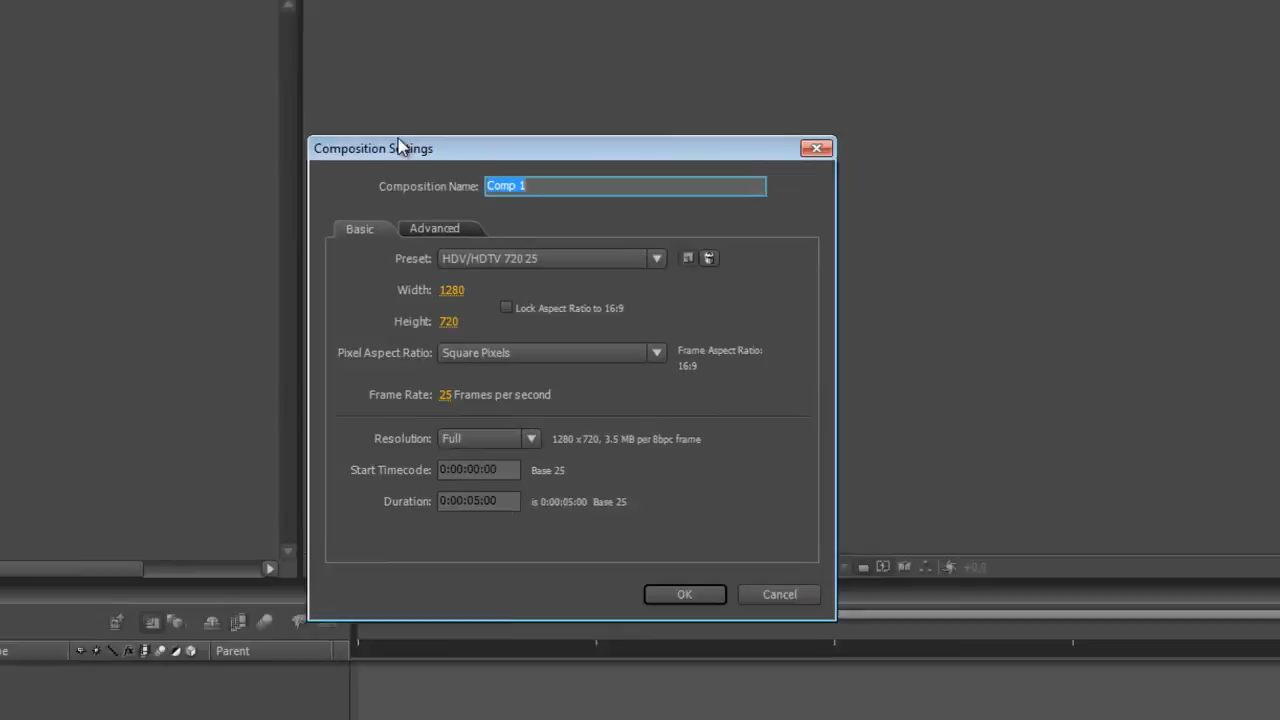 Composition Settings
Composition Name: Comp 1
Basic Advanced
Preset: HDV/HDTV 720 25
Width: 1280
Lock Aspect Ratio to 16:9
Height: 720
Pixel Aspect Ratio: Square Pixels
Frame Aspect Ratio:
16:9
Frame Rate: 25 Frames per second
Resolution: Full 1280 x 720, 3.5 MB per 8bpc frame
Start Timecode: 0:00:00:00 Base 25
Duration: 0:00:05:00 is 0:00:05:00 Base 25
OK Cancel
+0.0
Parent